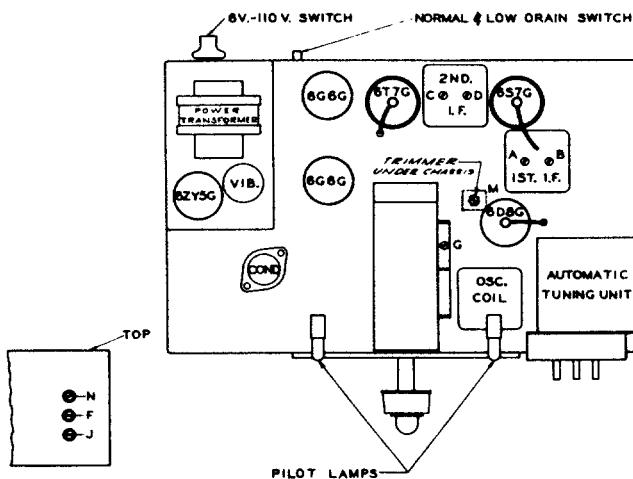 6V.-110V. SWITCH
NORMAL & LOW DRAIN SWITCH
6G6G
6T7G
2ND.
C D
I.F.
6S7G
POWER
TRANSFORMER
A B
1ST. I.F.
6ZY5G
VIB.
6G6G
TRIMMER
UNDER CHASSIS
M
6D8G
G
COND
OSC.
COIL
AUTOMATIC
TUNING UNIT
TOP
N
F
J
PILOT LAMPS